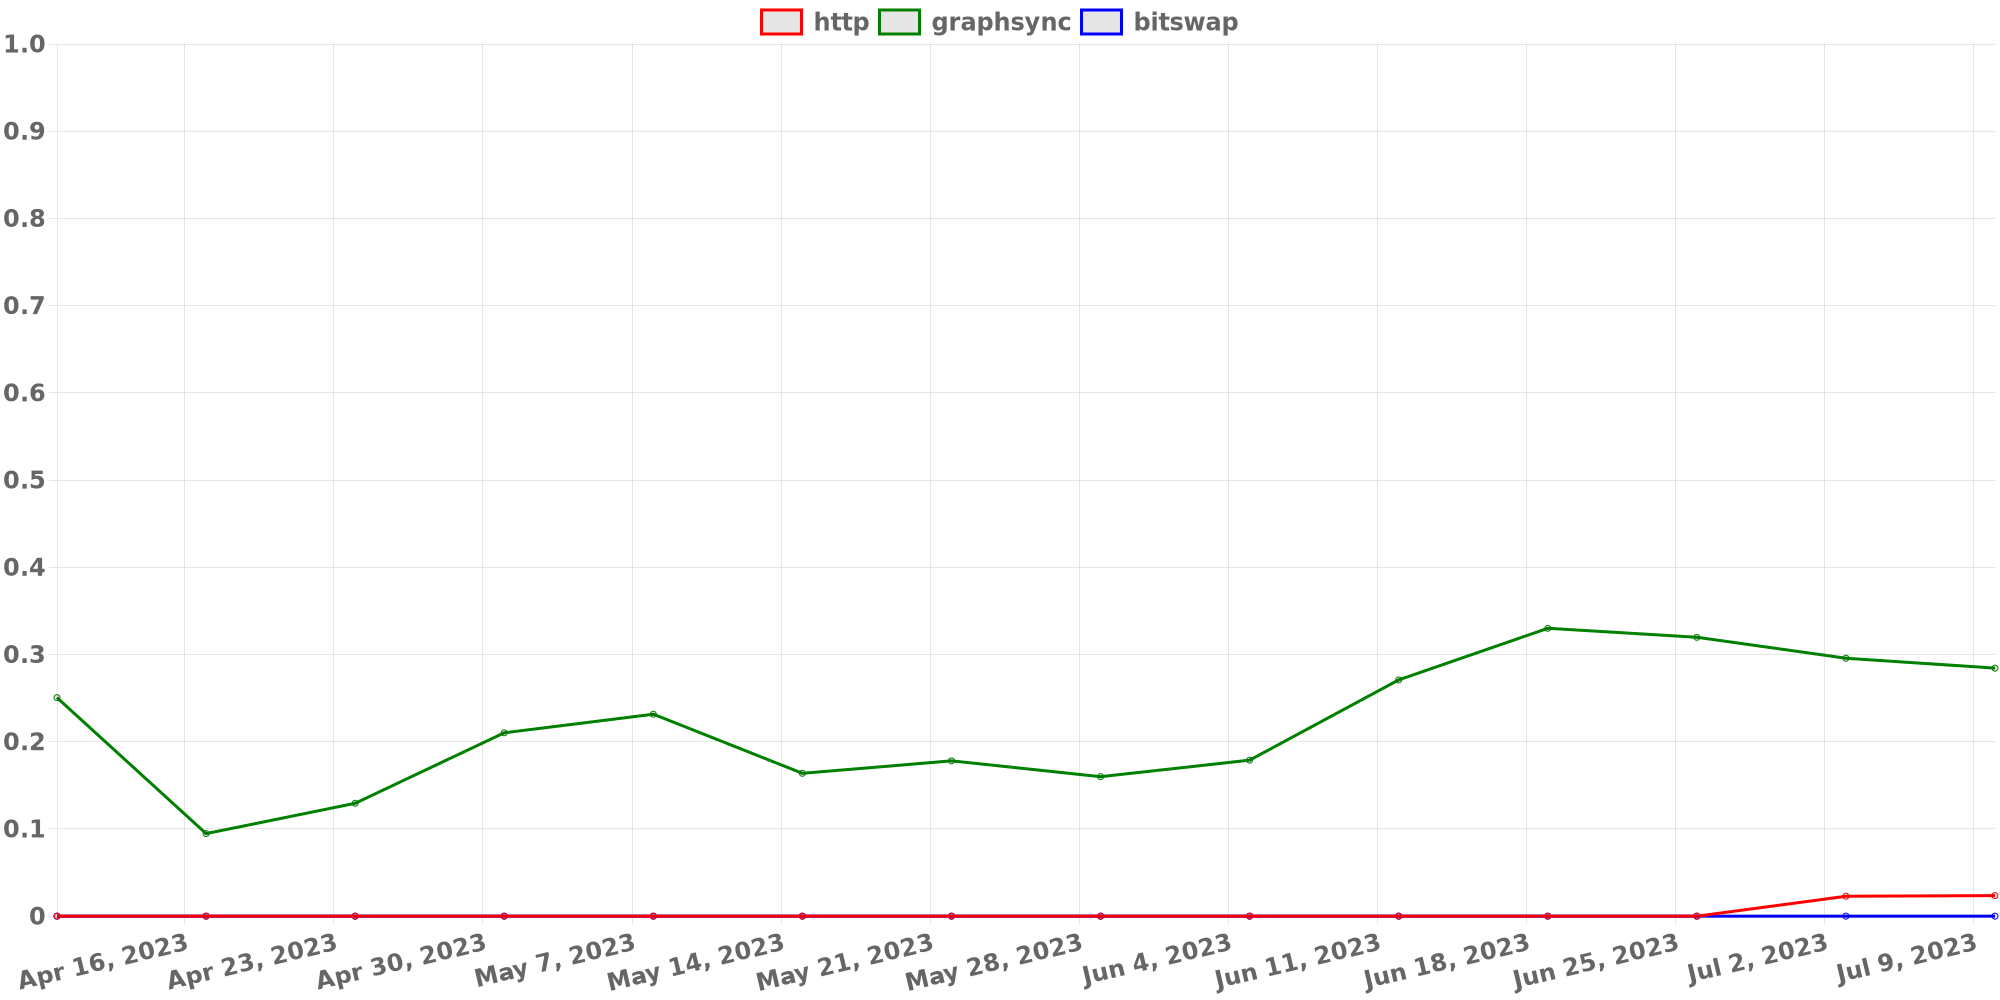 http graphsync bitswap
1.0
0.9
0.8
0.7
0.6
0.5
0.4
0.3
0.2
0.1
0
Apr 16, 2023
Apr 23, 2023
Apr 30, 2023
May 7, 2023
May 14, 2023
May 21, 2023
May 28, 2023
Jun 4, 2023
Jun 11, 2023
Jun 18, 2023
Jun 25, 2023
Jul 2, 2023
Jul 9, 2023